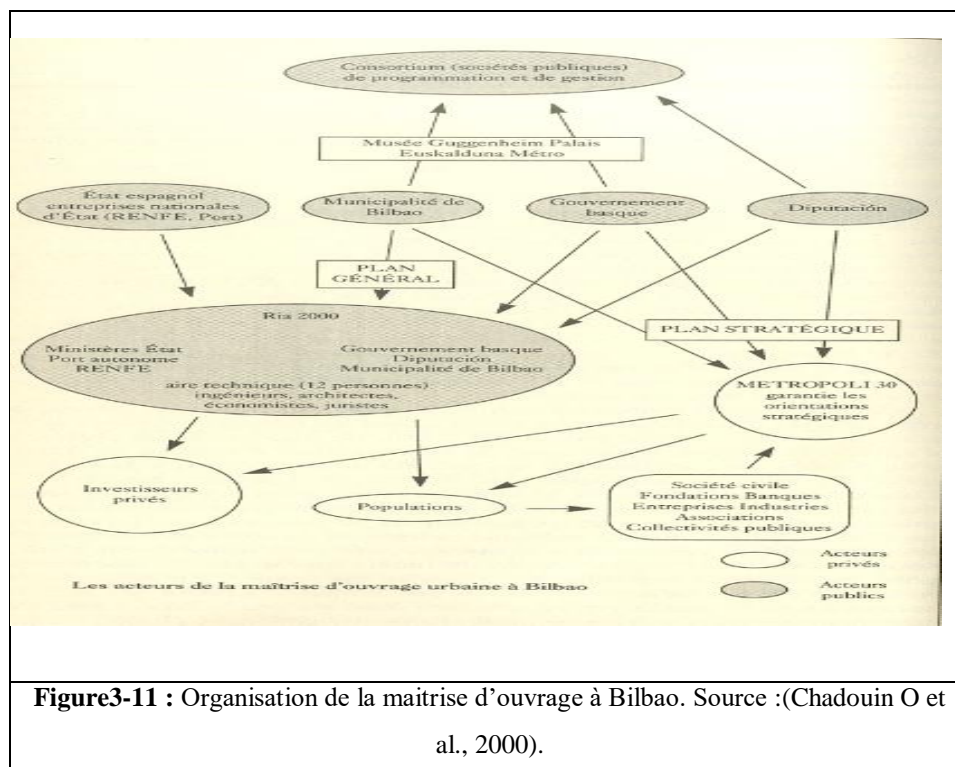 Consortium (sociétés publiques)
de programmation et de gestion
Musée Guggenheim Palais
Euskalduna Métro
État espagnol
entreprises nationales
d'État (RENFE, Port)
Municipalité de
Bilbao
Gouvernement
basque
Diputación
PLAN
GÉNÉRAL
Ria 2000
PLAN STRATÉGIQUE
Ministères État
Port autonome
RENFE
Gouvernement basque
Diputación
Municipalité de Bilbao
aire technique (12 personnes)
ingénieurs, architectes,
économistes, juristes
METROPOLI 30
garantie les
orientations
stratégiques
Investisseurs
privés
Populations
Société civile
Fondations Banques
Entreprises Industries
Associations
Collectivités publiques
Acteurs
privés
Les acteurs de la maîtrise d'ouvrage urbaine à Bilbao
Acteurs
publics
Figure3-11 : Organisation de la maitrise d'ouvrage à Bilbao. Source :(Chadouin O et
al., 2000).